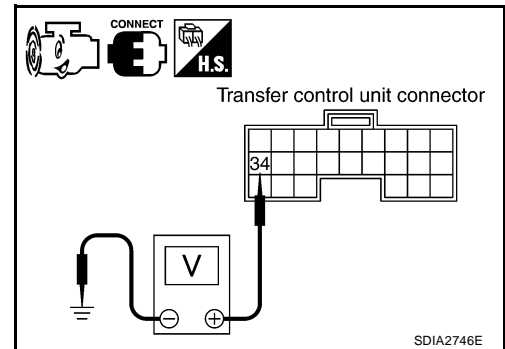 CONNECT
H.S.
Transfer control unit connector
34
V
− +
SDIA2746E